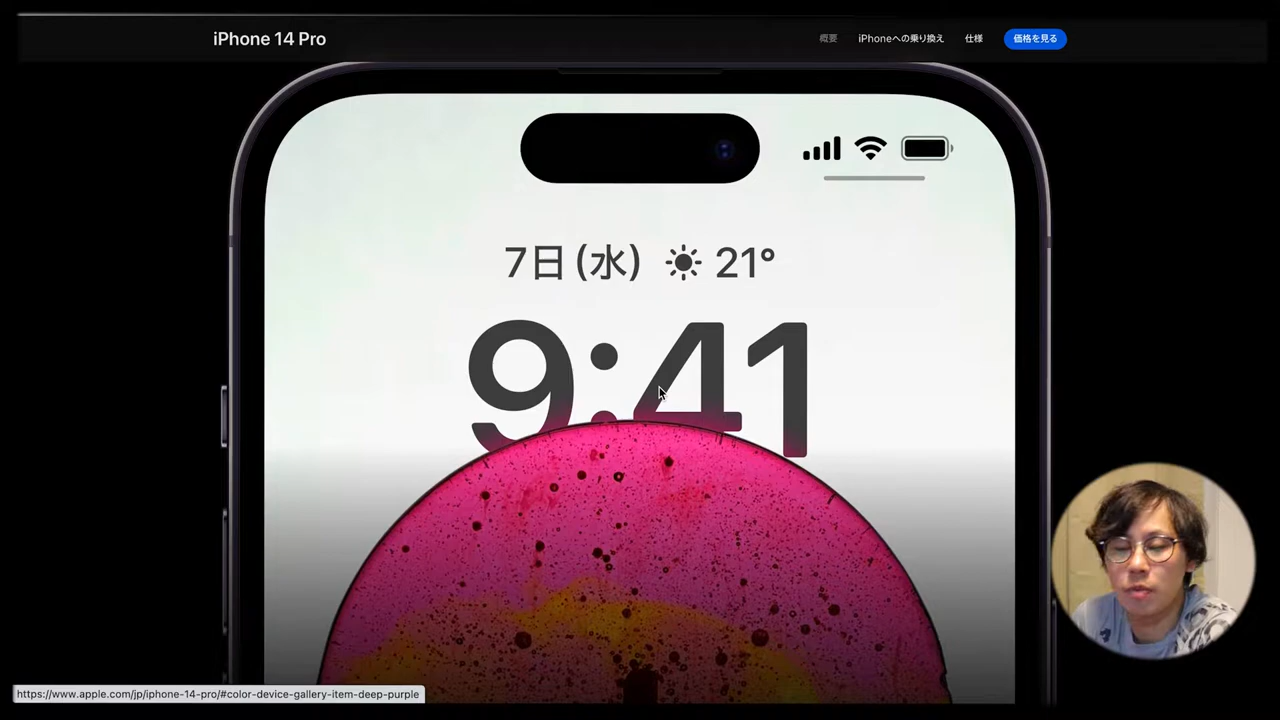 iPhone 14 Pro
概要 iPhoneへの乗り換え 仕様 価格を見る
7日(水) 21°
9:41
https://www.apple.com/jp/iphone-14-pro/#color-device-gallery-item-deep-purple